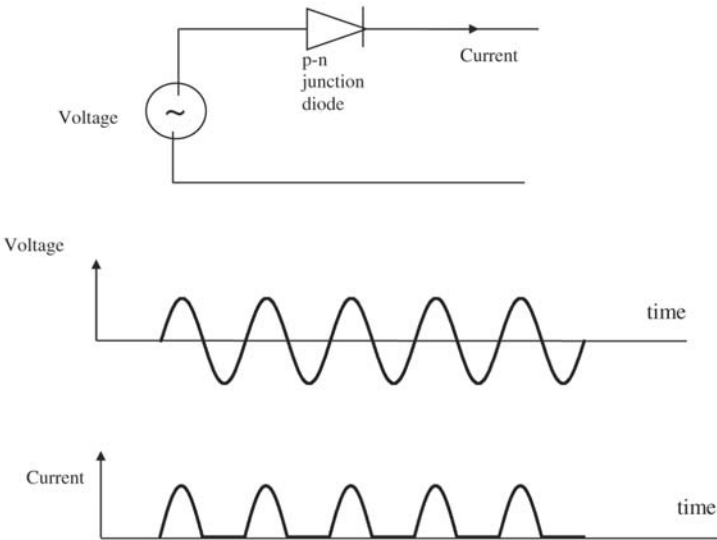 p-n
junction
diode
Current
Voltage
~
Voltage
time
Current
time